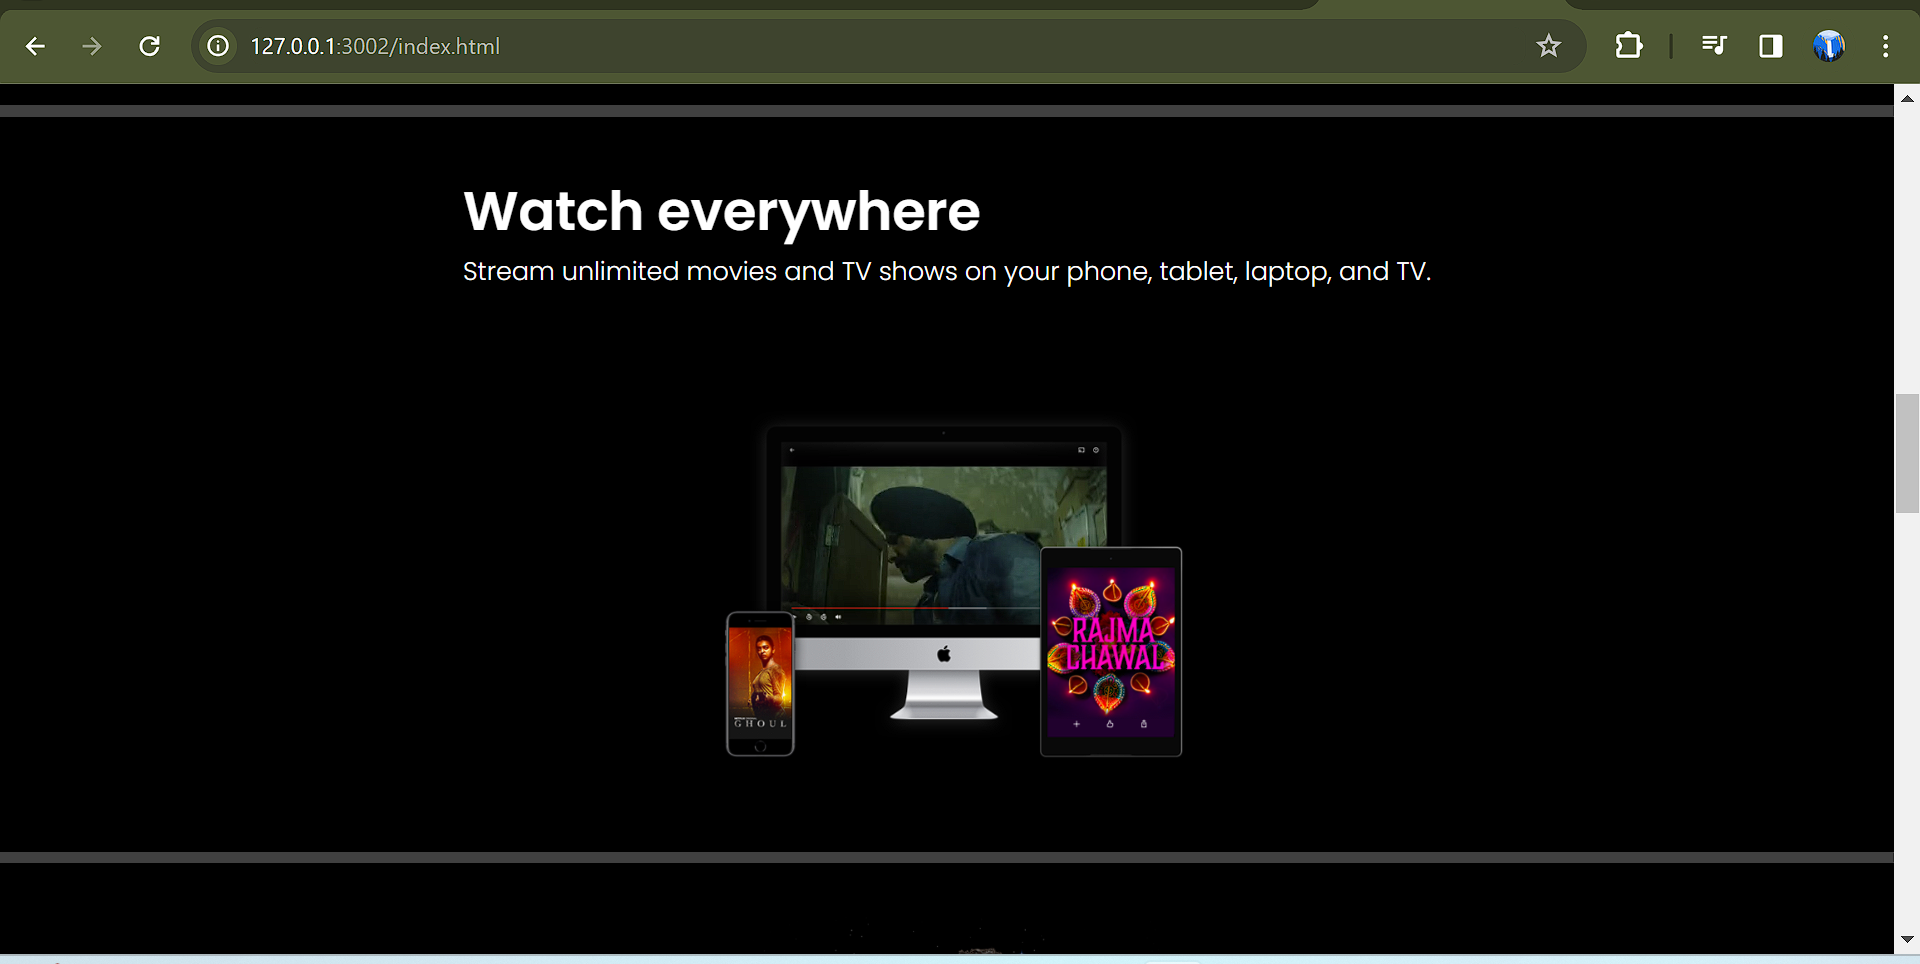 127.0.0.1:3002/index.html
Watch everywhere
Stream unlimited movies and TV shows on your phone, tablet, laptop, and TV.
RAJMA
CHAWAL
GHOUL